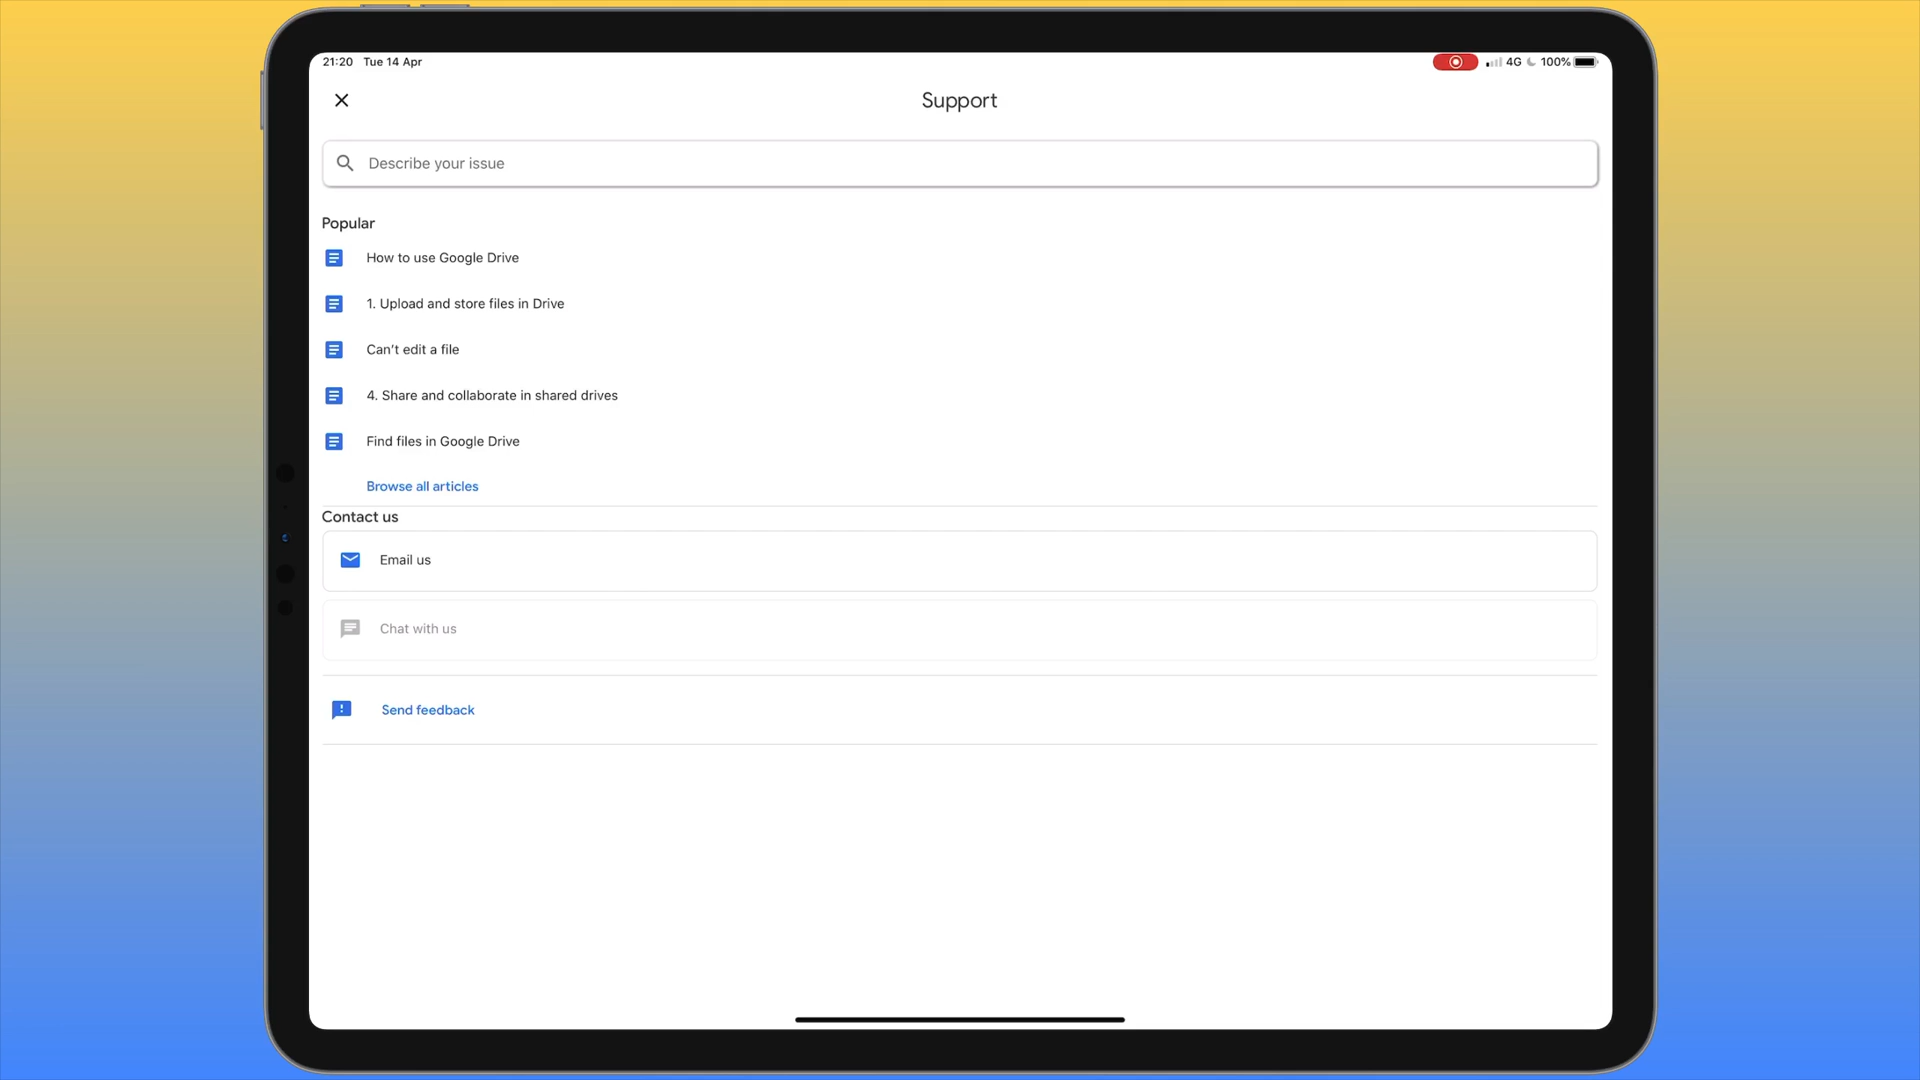 21:20 Tue 14 Apr
4G 100%
Support
Describe your issue
Popular
How to use Google Drive
1. Upload and store files in Drive
Can't edit a file
4. Share and collaborate in shared drives
Find files in Google Drive
Browse all articles
Contact us
Email us
Chat with us
Send feedback